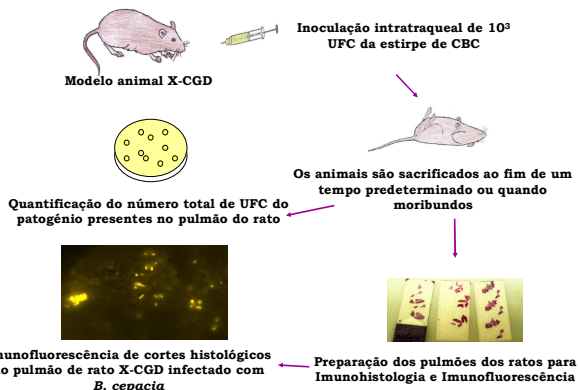 Inoculação intratraqueal de 10³
UFC da estirpe de CBC
Modelo animal X-CGD
Os animais são sacrificados ao fim de um
tempo predeterminado ou quando
moribundos
Quantificação do número total de UFC do
patogénio presentes no pulmão do rato
munofluorescência de cortes histológicos
o pulmão de rato X-CGD infectado com
B. cepacia
Preparação dos pulmões dos ratos para
Imunohistologia e Imunofluorescência